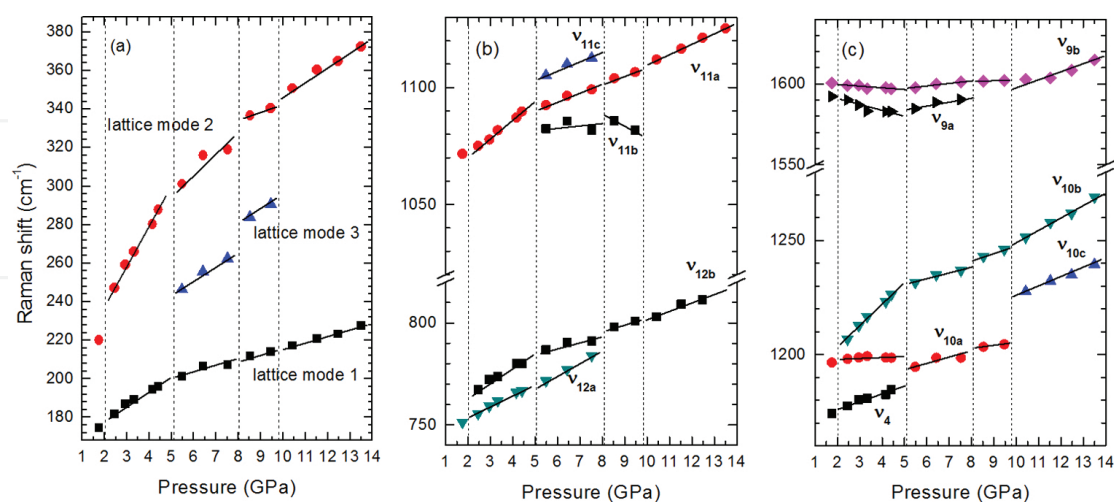 (a)
380
360
340
320
300
280
260
240
220
200
180
Raman shift (cm-1)
lattice mode 2
lattice mode 3
lattice mode 1
1 2 3 4 5 6 7 8 9 10 11 12 13 14
Pressure (GPa)
(b)
1100
1050
800
750
ν11c
ν11a
ν11b
ν12b
ν12a
1 2 3 4 5 6 7 8 9 10 11 12 13 14
Pressure (GPa)
(c)
1600
1550
1250
1200
ν9b
ν9a
ν10b
ν10c
ν10a
ν4
1 2 3 4 5 6 7 8 9 10 11 12 13 14
Pressure (GPa)